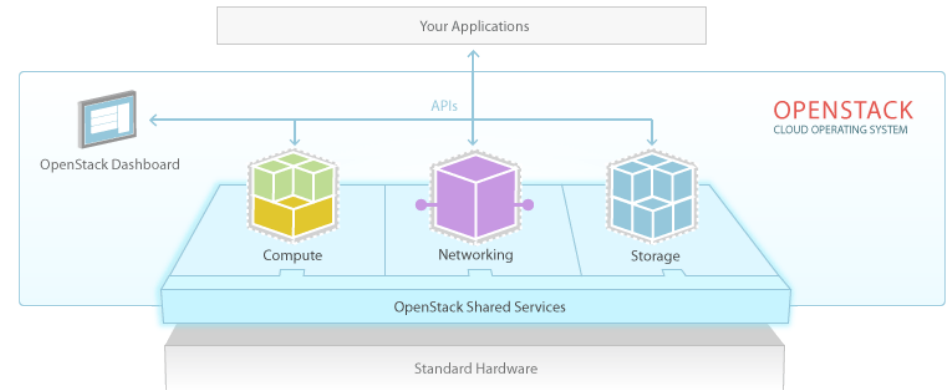 Your Applications
APIs
OPENSTACK
CLOUD OPERATING SYSTEM
OpenStack Dashboard
Compute
Networking
Storage
OpenStack Shared Services
Standard Hardware